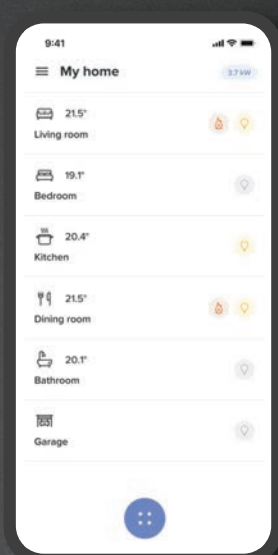 9:41
My home
3.7 kW
21.5°
Living room
19.1°
Bedroom
20.4°
Kitchen
21.5°
Dining room
20.1°
Bathroom
Garage